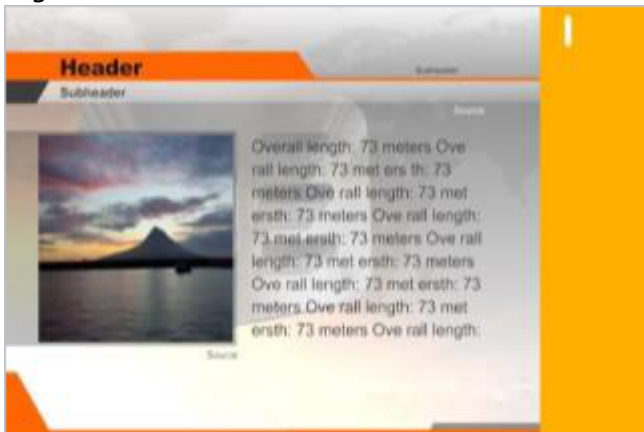 Header
Subheader
Subheader
Source
Overall length: 73 meters Ove
rall length: 73 met ers th: 73
meters Ove rall length: 73 met
ersth: 73 meters Ove rall length:
73 met ersth: 73 meters Ove rall
length: 73 met ersth: 73 meters
Ove rall length: 73 met ersth: 73
meters Ove rall length: 73 met
ersth: 73 meters Ove rall length:
Source